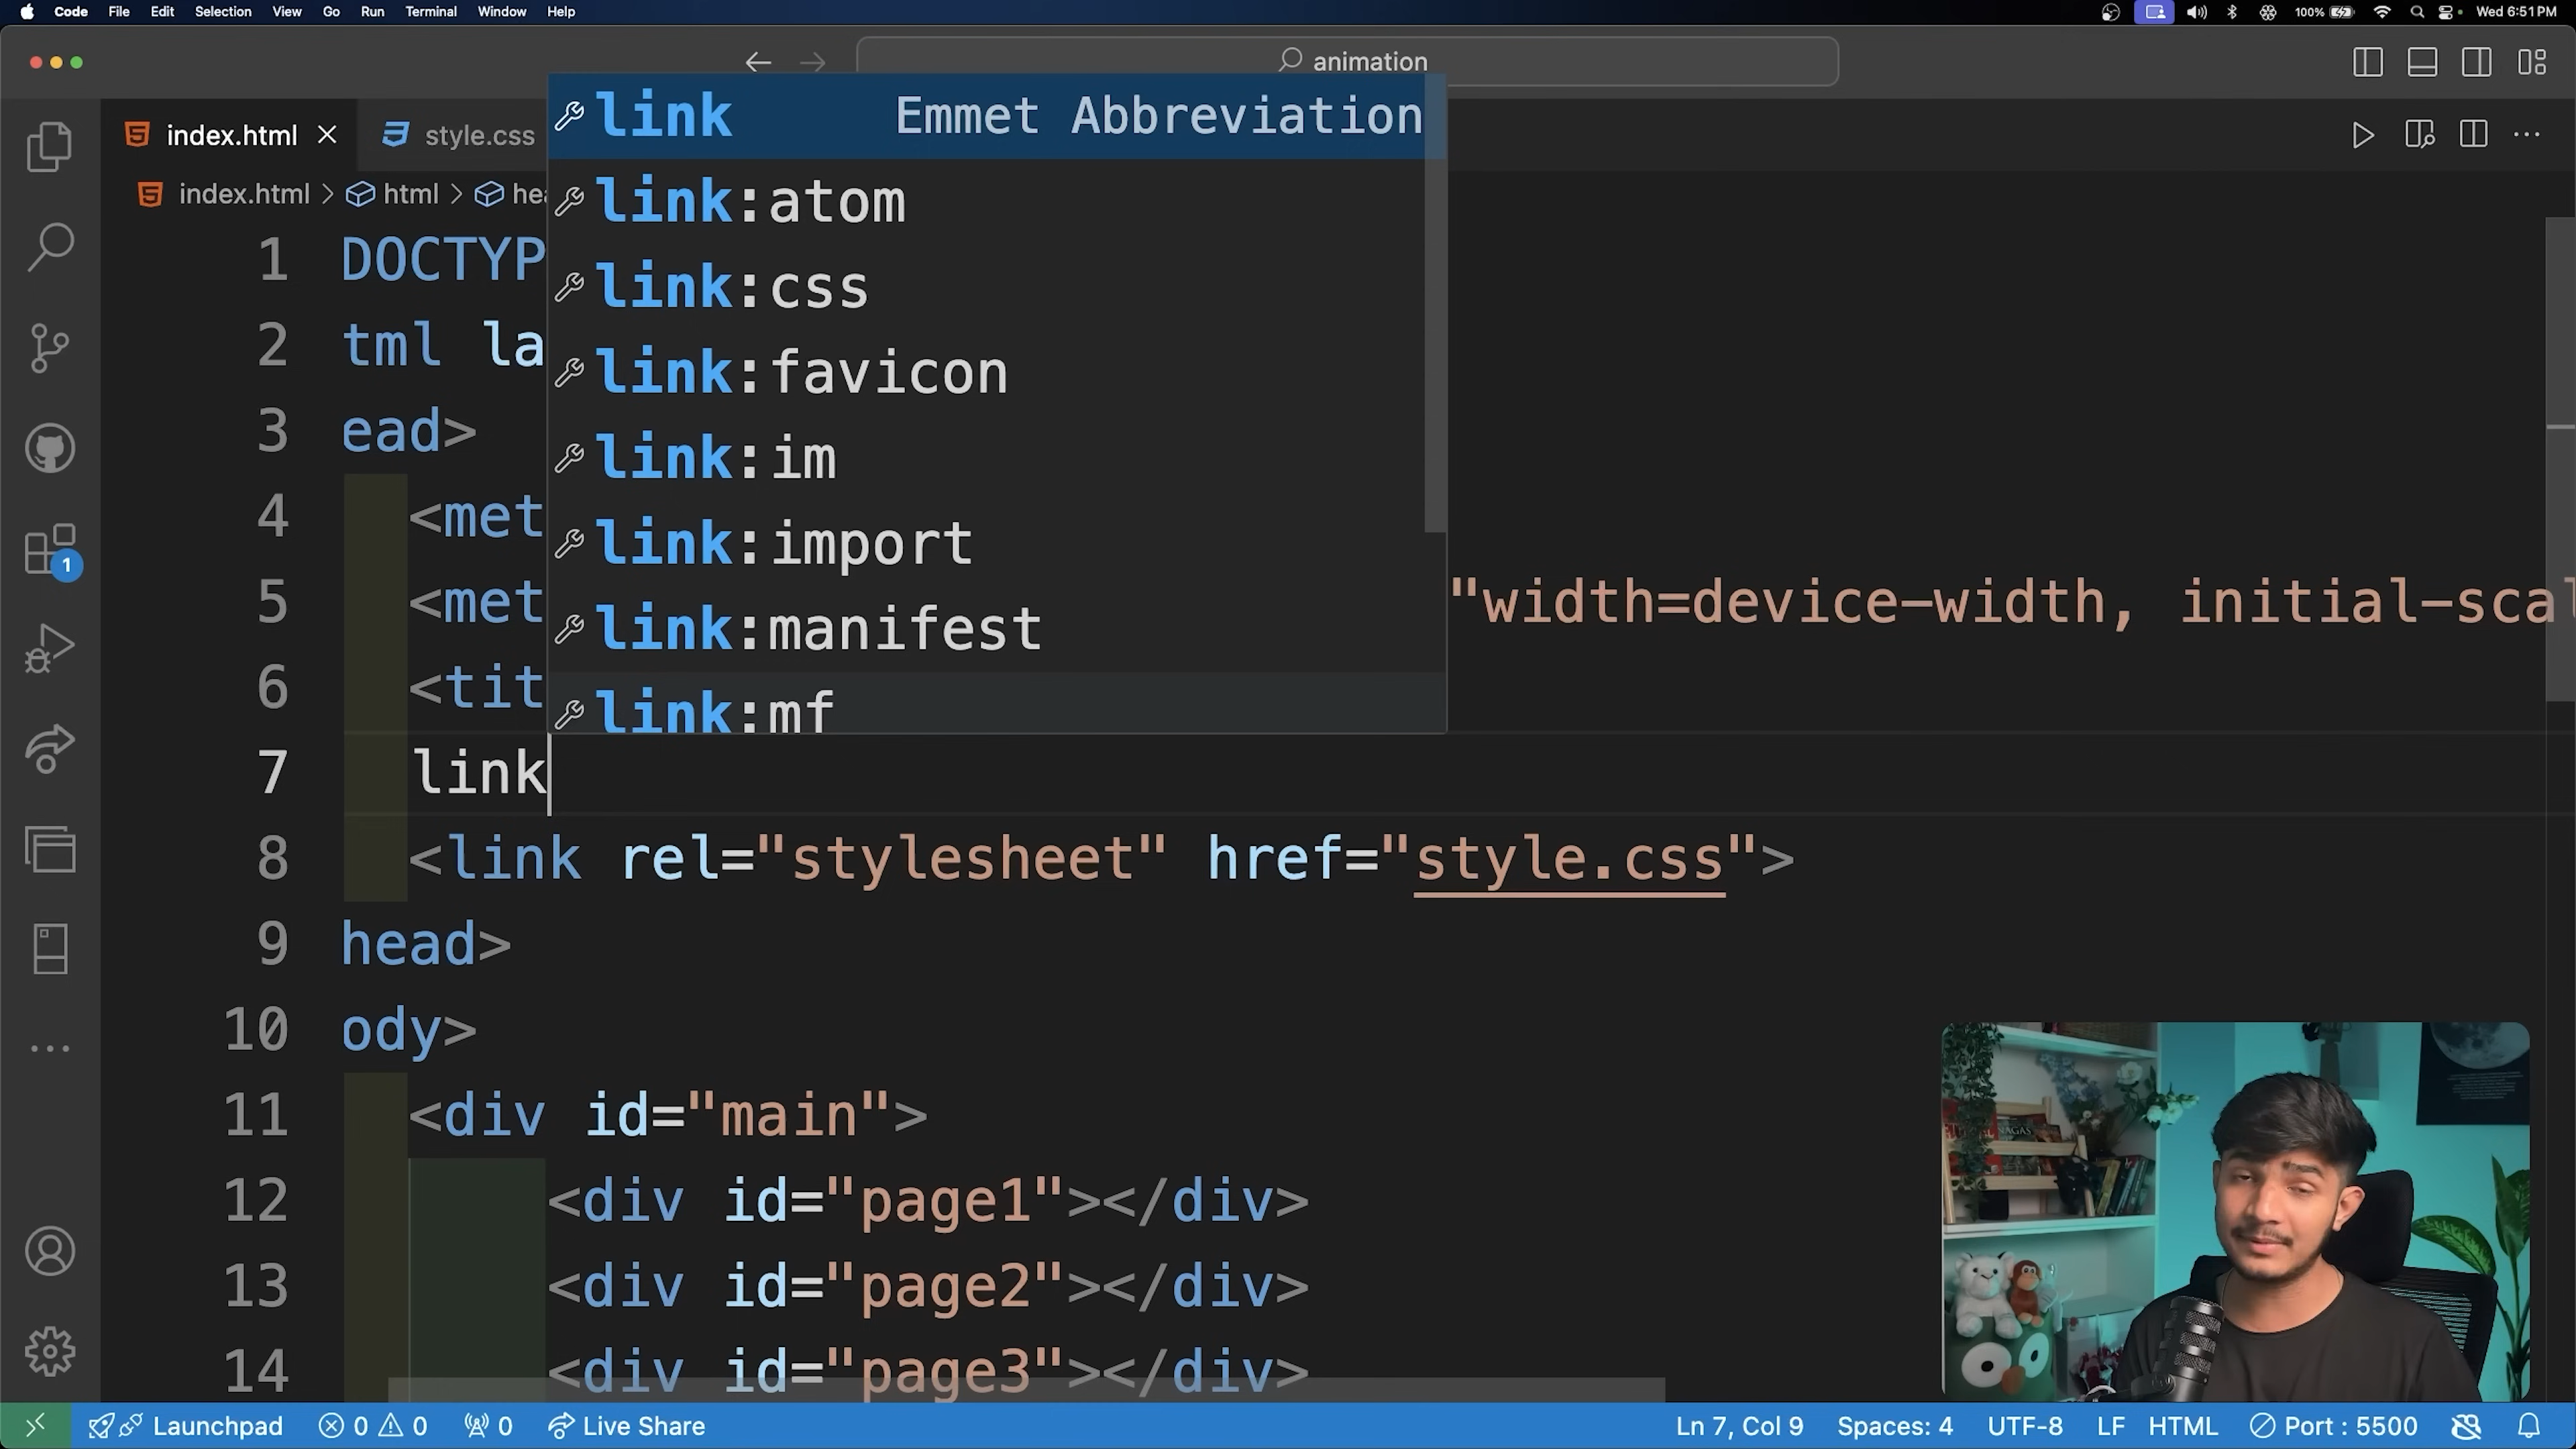 Code File Edit Selection View Go Run Terminal Window Help 100% Wed 6:51PM
animation
index.html style.css
index.html > html > hea
link Emmet Abbreviation
link:atom
link:css
link:favicon
link:im
link:import
link:manifest
link:mf
1 DOCTYP
2 tml la
3 ead>
4 <met
5 <met "width=device-width, initial-scal
6 <tit
7 link
8 <link rel="stylesheet" href="style.css">
9 head>
10 ody>
11 <div id="main">
12 <div id="page1"></div>
13 <div id="page2"></div>
14 <div id="page3"></div>
1
Launchpad 0 0 0 Live Share Ln 7, Col 9 Spaces: 4 UTF-8 LF HTML Port : 5500